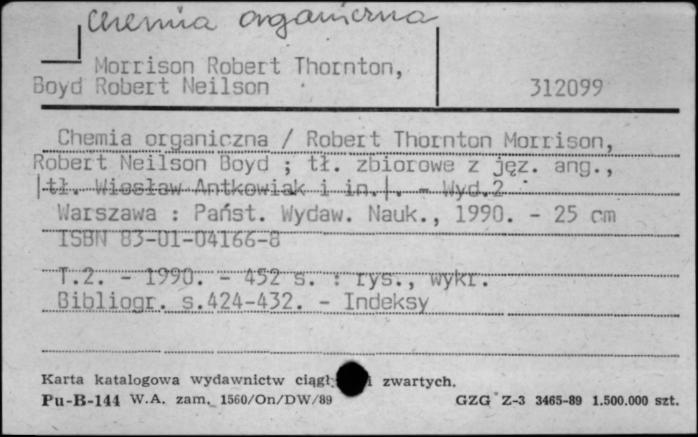 Chemia organiczna
Morrison Robert Thornton,
Boyd Robert Neilson
312099
Chemia organiczna / Robert Thornton Morrison,
Robert Neilson Boyd ; tł. zbiorowe z jęz. ang.,
|tł. Wiesław Antkowiak i in.|. - Wyd.2
Warszawa : Państ. Wydaw. Nauk., 1990. - 25 cm
ISBN 83-01-04166-8
T.2. - 1990. - 452 s. : rys., wykr.
Bibliogr. s.424-432. - Indeksy
Karta katalogowa wydawnictw ciągł i zwartych.
Pu-B-144 W.A. zam. 1560/On/DW/89 GZG Z-3 3465-89 1.500.000 szt.